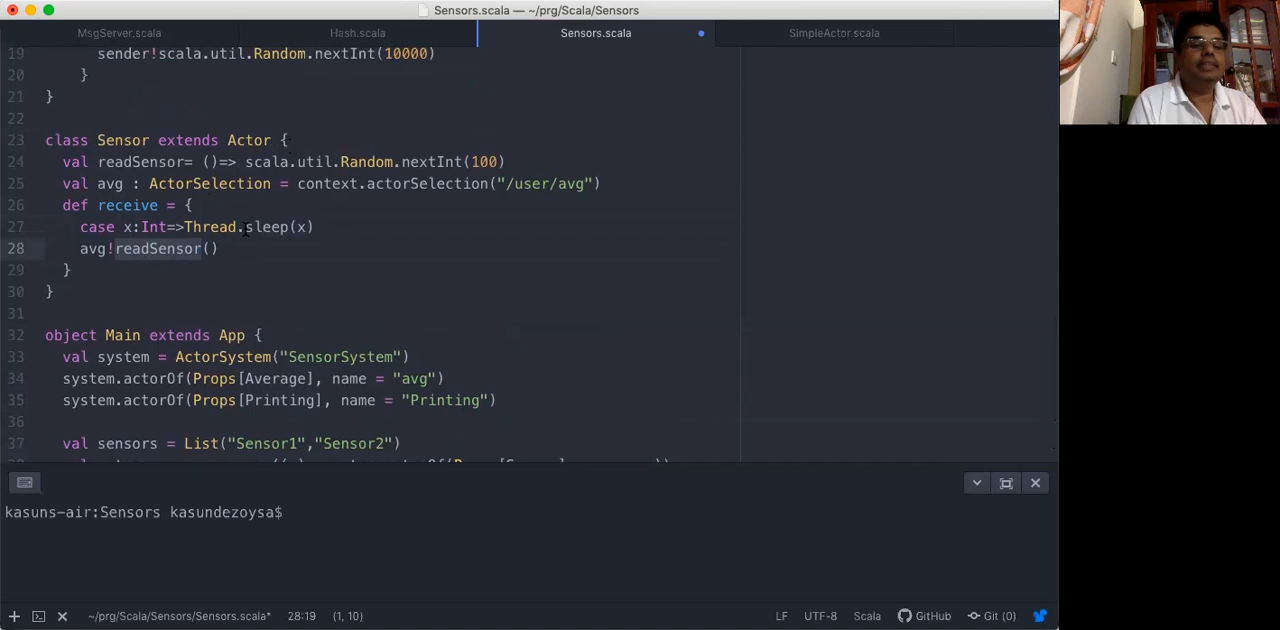 Sensors.scala — ~/prg/Scala/Sensors
MsgServer.scala Hash.scala Sensors.scala SimpleActor.scala
19 sender!scala.util.Random.nextInt(10000)
20 }
21 }
22
23 class Sensor extends Actor {
24 val readSensor= ()=> scala.util.Random.nextInt(100)
25 val avg : ActorSelection = context.actorSelection("/user/avg")
26 def receive = {
27 case x:Int=>Thread.sleep(x)
28 avg!readSensor()
29 }
30 }
31
32 object Main extends App {
33 val system = ActorSystem("SensorSystem")
34 system.actorOf(Props[Average], name = "avg")
35 system.actorOf(Props[Printing], name = "Printing")
36
37 val sensors = List("Sensor1","Sensor2")
kasuns-air:Sensors kasundezoysa$
~/prg/Scala/Sensors/Sensors.scala* 28:19 (1, 10) LF UTF-8 Scala GitHub Git (0)